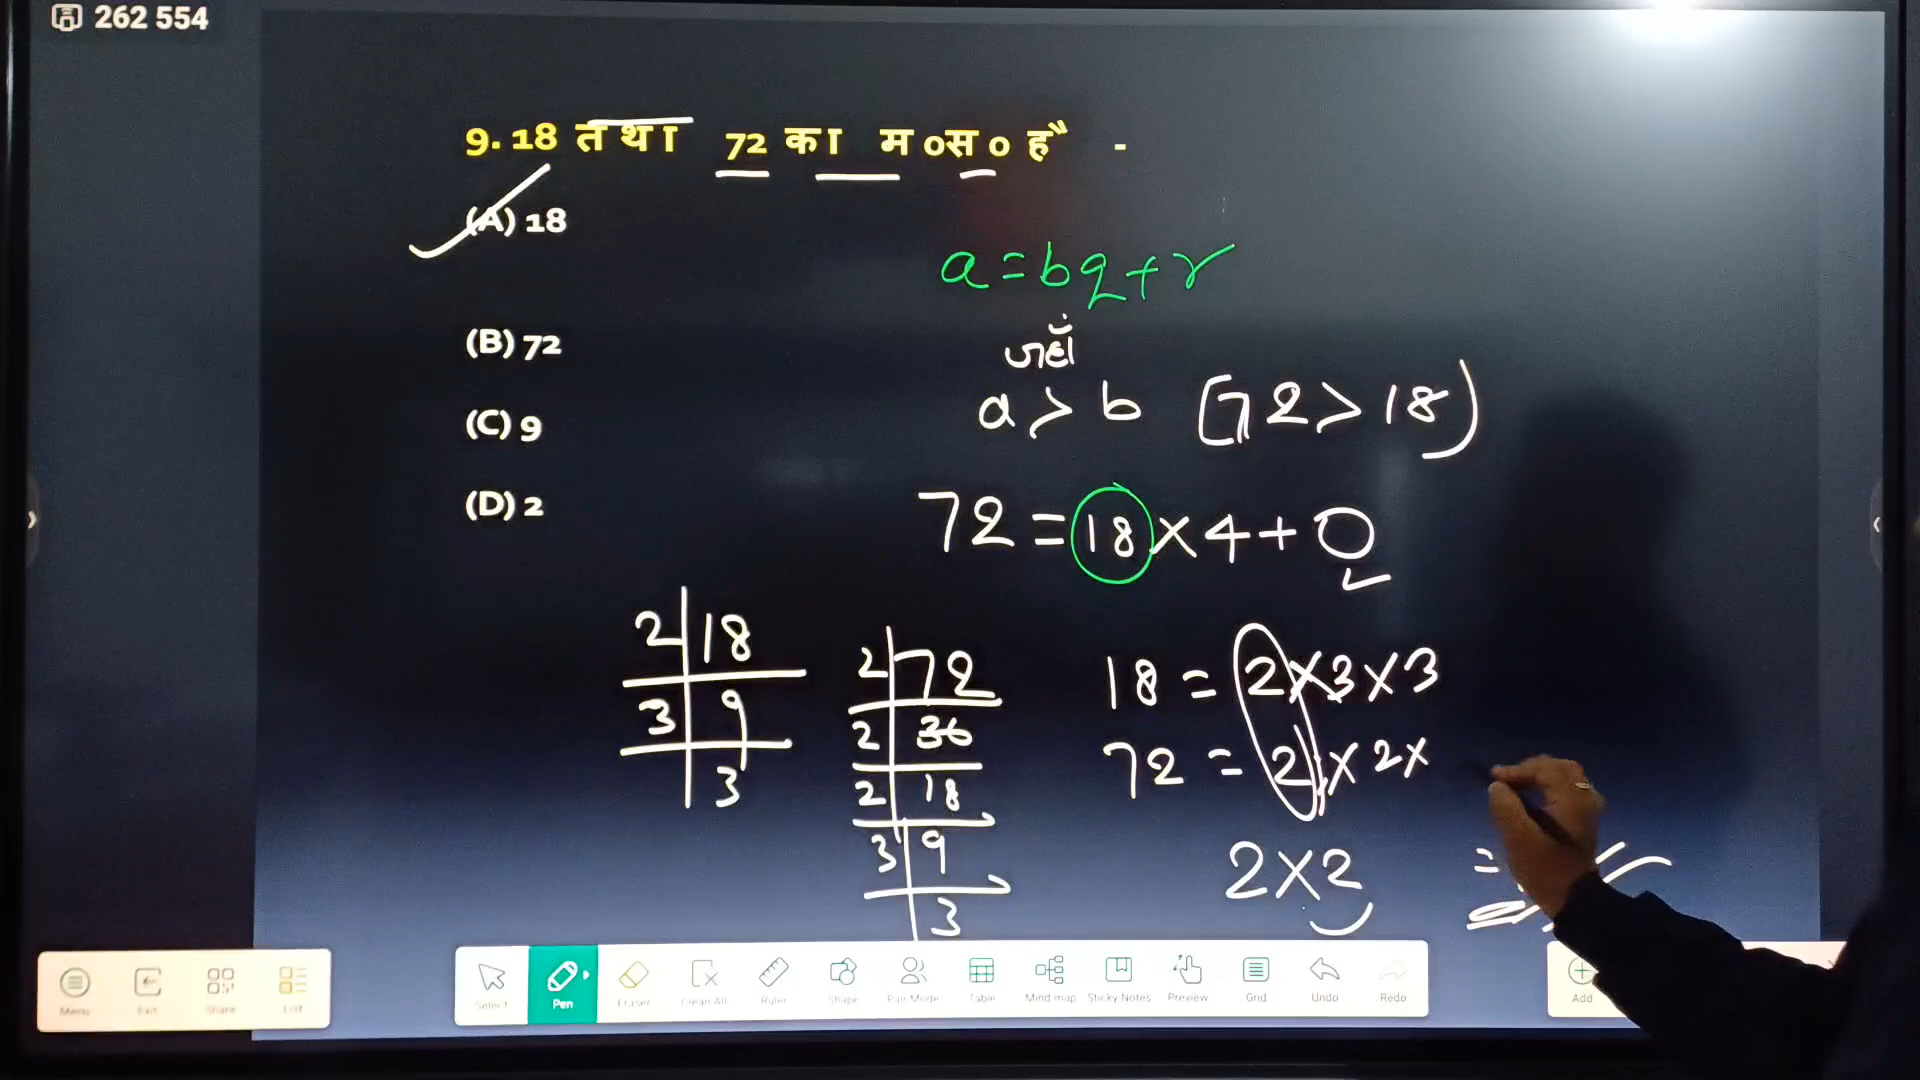 262 554
9. 18 तथा 72 का म०स० है -
(A) 18
(B) 72
(C) 9
(D) 2
a = bq + r
जहाँ
a > b (72 > 18)
72 = 18 × 4 + 0
2 18
3 9
3
2 72
2 36
2 18
3 9
3
18 = 2 × 3 × 3
72 = 2 × 2 ×
2 × 2
=
Menu
Exit
Share
List
Select
Pen
Eraser
Clean All
Ruler
Shape
Pair Mode
Table
Mind map
Sticky Notes
Preview
Grid
Undo
Redo
Add